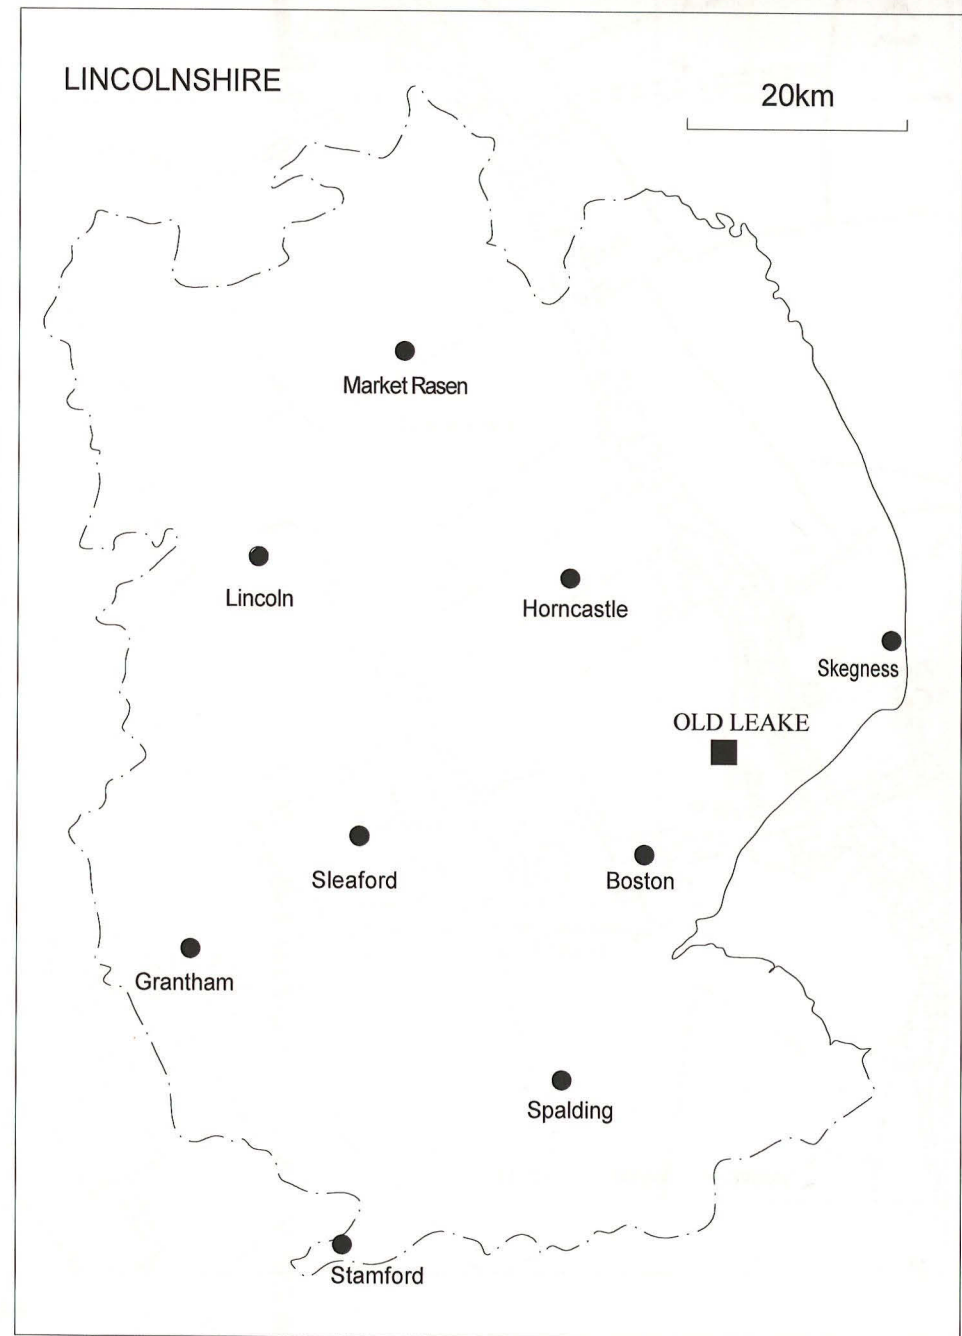 LINCOLNSHIRE
20km
Market Rasen
Lincoln
Horncastle
Skegness
OLD LEAKE
Sleaford
Boston
Grantham
Spalding
Stamford